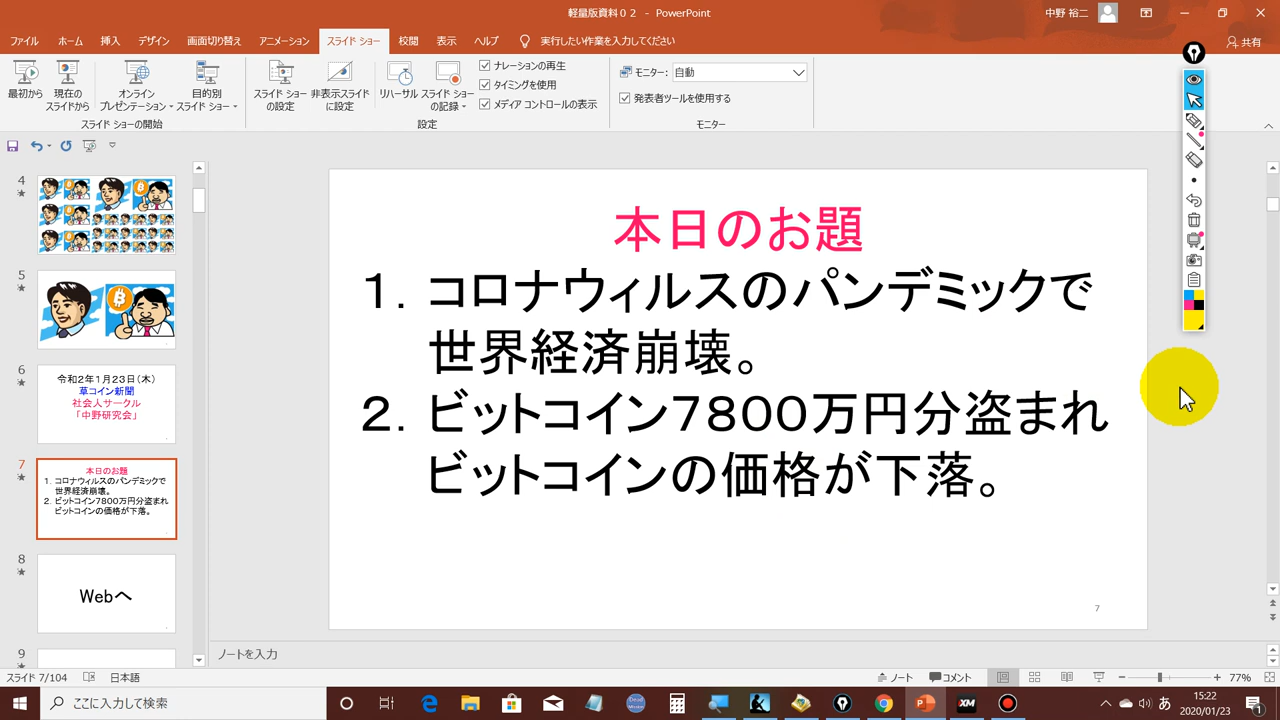 軽量版資料０２ - PowerPoint
中野 裕二
ファイル ホーム 挿入 デザイン 画面切り替え アニメーション スライド ショー 校閲 表示 ヘルプ 実行したい作業を入力してください 共有
最初から
現在の
スライドから
オンライン
プレゼンテーション
目的別
スライド ショー
スライド ショーの開始
スライド ショー
の設定
非表示スライド
に設定
リハーサル
スライド ショー
の記録
ナレーションの再生
タイミングを使用
メディア コントロールの表示
設定
モニター: 自動
発表者ツールを使用する
モニター
4
5
6
令和2年1月23日(木)
草コイン新聞
社会人サークル
「中野研究会」
7
本日のお題
1. コロナウィルスのパンデミックで
世界経済崩壊。
2. ビットコイン7800万円分盗まれ
ビットコインの価格が下落。
8
Webへ
9
本日のお題
１. コロナウィルスのパンデミックで
世界経済崩壊。
２. ビットコイン７８００万円分盗まれ
ビットコインの価格が下落。
7
ノートを入力
スライド 7/104 日本語 ノート コメント 77%
ここに入力して検索
XM
あ
15:22
2020/01/23
1